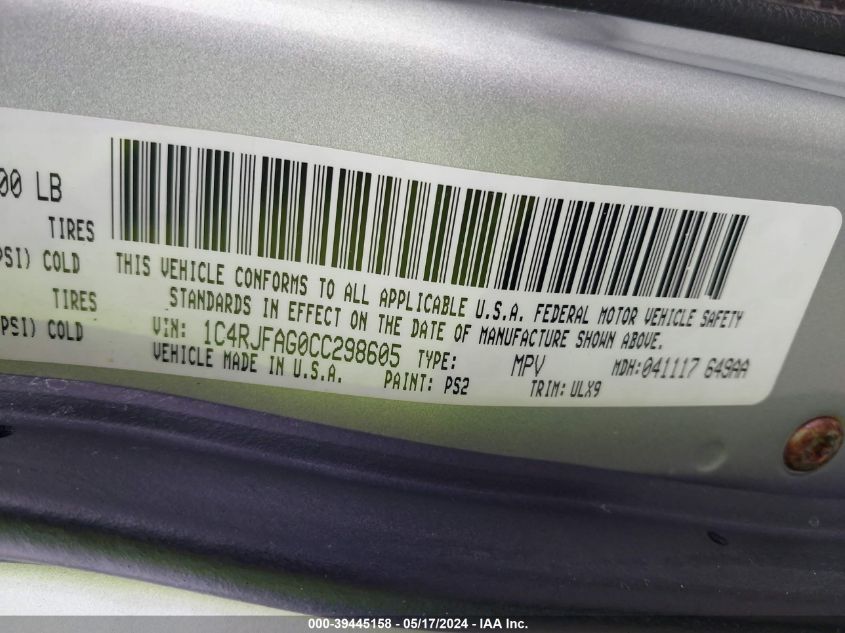 00 LB
TIRES
PSI) COLD
TIRES
PSI) COLD
THIS VEHICLE CONFORMS TO ALL APPLICABLE U.S.A. FEDERAL MOTOR VEHICLE SAFETY
STANDARDS IN EFFECT ON THE DATE OF MANUFACTURE SHOWN ABOVE.
VIN: 1C4RJFAG0CC298605 TYPE: MPV MDH: 041117 649AA
VEHICLE MADE IN U.S.A. PAINT: PS2 TRIM: ULX9
000-39445158 - 05/17/2024 - IAA Inc.